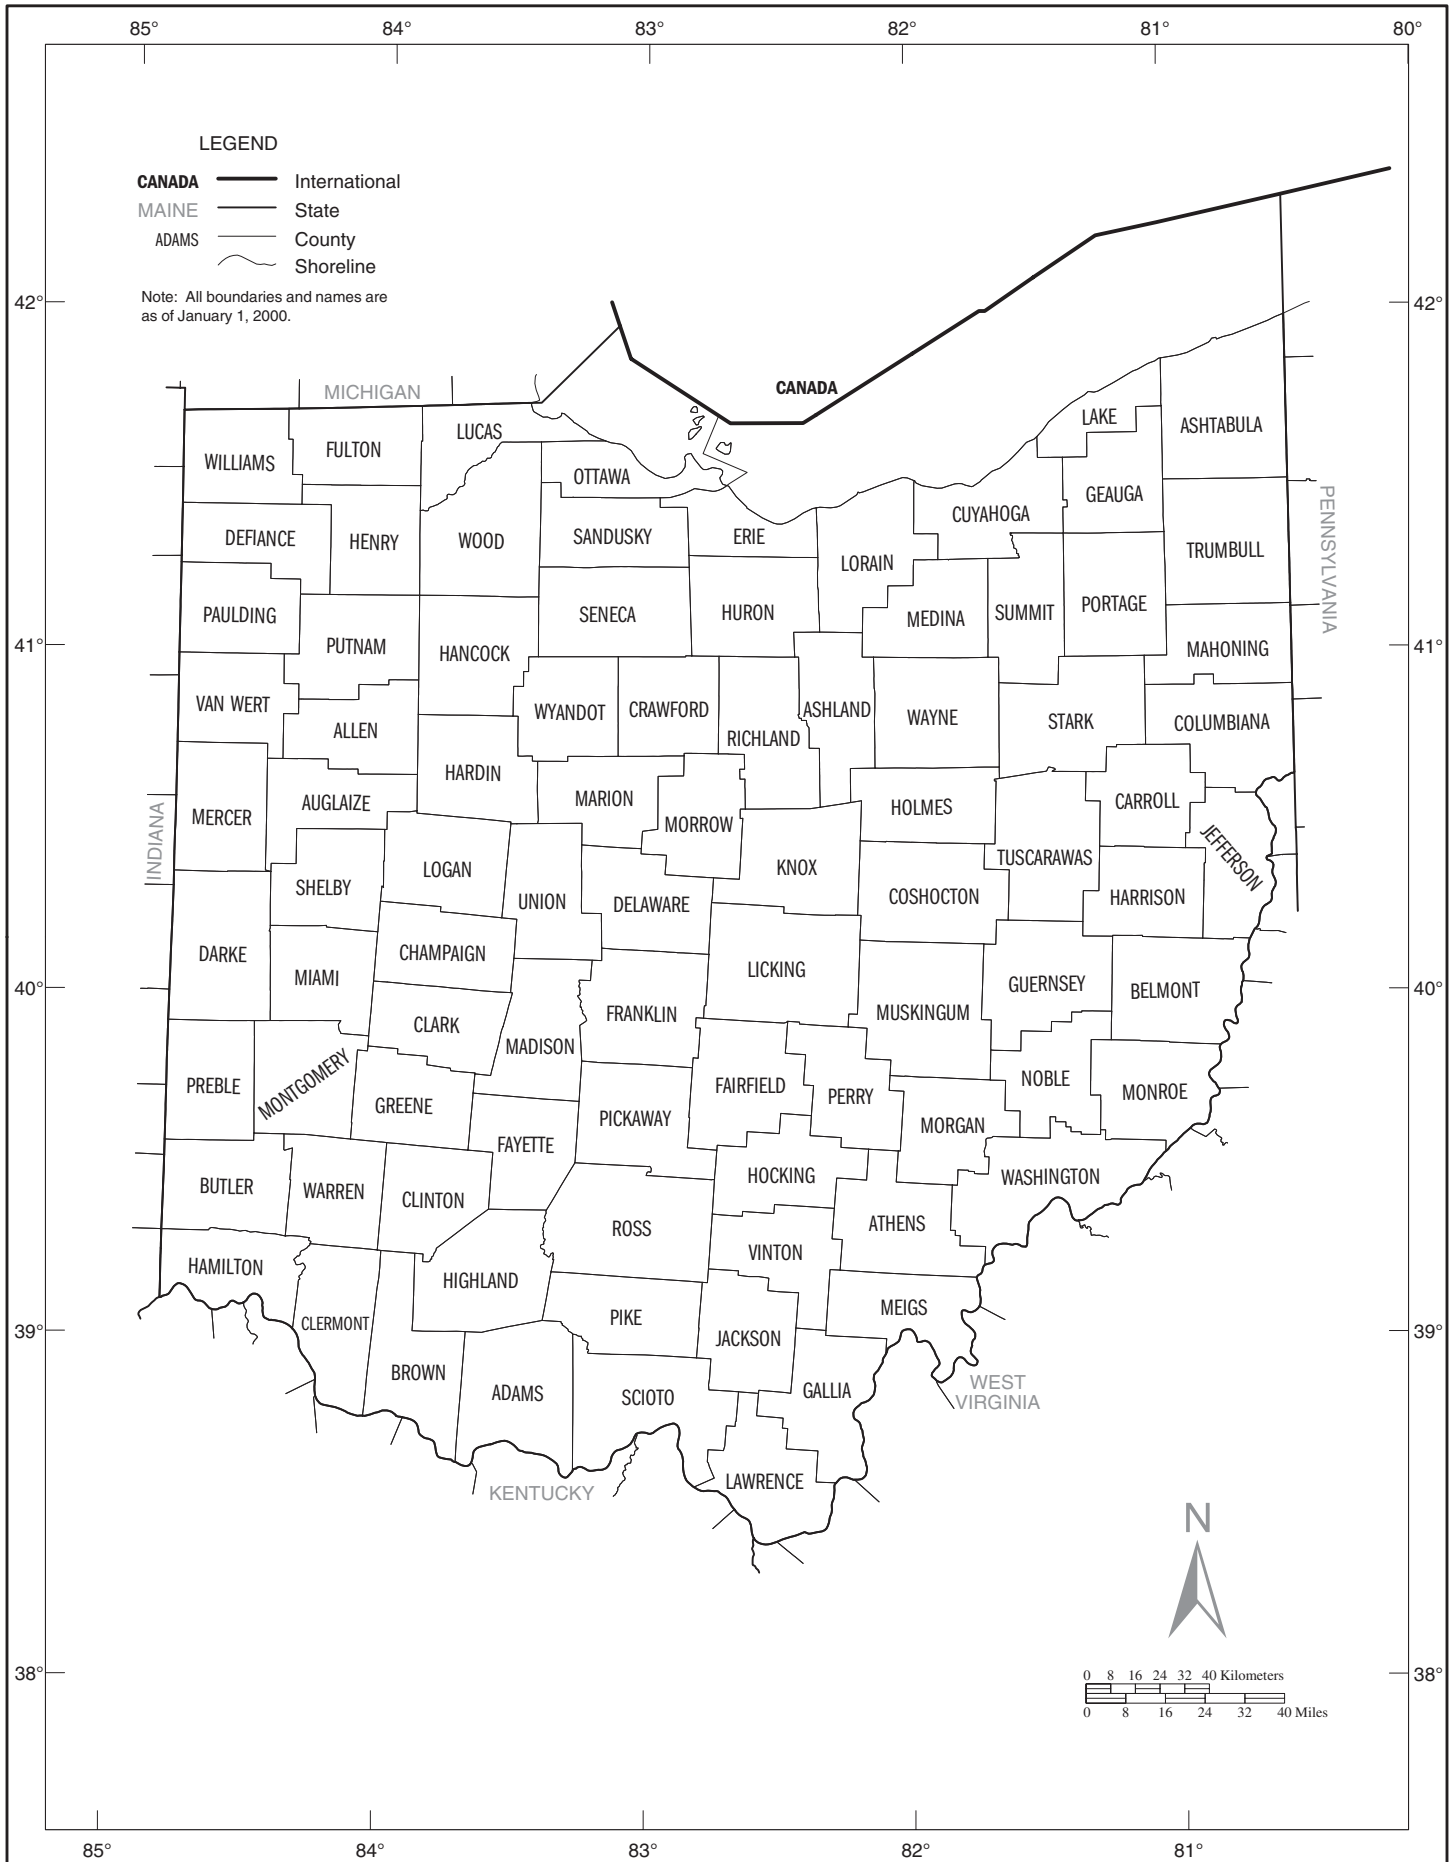 85° 84° 83° 82° 81° 80°
LEGEND
CANADA International
MAINE State
ADAMS County
Shoreline
Note: All boundaries and names are
as of January 1, 2000.
42° 42°
CANADA
MICHIGAN
LAKE
ASHTABULA
LUCAS
FULTON
WILLIAMS
OTTAWA
GEAUGA
CUYAHOGA
DEFIANCE
HENRY
WOOD
SANDUSKY
ERIE
LORAIN
TRUMBULL
PENNSYLVANIA
PAULDING
SENECA
HURON
MEDINA
SUMMIT
PORTAGE
41° 41°
PUTNAM
HANCOCK
MAHONING
VAN WERT
WYANDOT
CRAWFORD
ASHLAND
WAYNE
STARK
COLUMBIANA
ALLEN
RICHLAND
HARDIN
MERCER
AUGLAIZE
MARION
MORROW
HOLMES
CARROLL
INDIANA
JEFFERSON
LOGAN
KNOX
TUSCARAWAS
SHELBY
UNION
DELAWARE
COSHOCTON
HARRISON
DARKE
CHAMPAIGN
MIAMI
LICKING
GUERNSEY
BELMONT
40° 40°
CLARK
FRANKLIN
MUSKINGUM
MADISON
PREBLE
MONTGOMERY
GREENE
FAIRFIELD
PERRY
NOBLE
MONROE
PICKAWAY
MORGAN
FAYETTE
BUTLER
WARREN
CLINTON
HOCKING
WASHINGTON
ROSS
ATHENS
VINTON
HAMILTON
HIGHLAND
MEIGS
CLERMONT
PIKE
JACKSON
39° 39°
BROWN
ADAMS
SCIOTO
GALLIA
WEST
VIRGINIA
LAWRENCE
KENTUCKY
N
38° 38°
0 8 16 24 32 40 Kilometers
0 8 16 24 32 40 Miles
85° 84° 83° 82° 81°